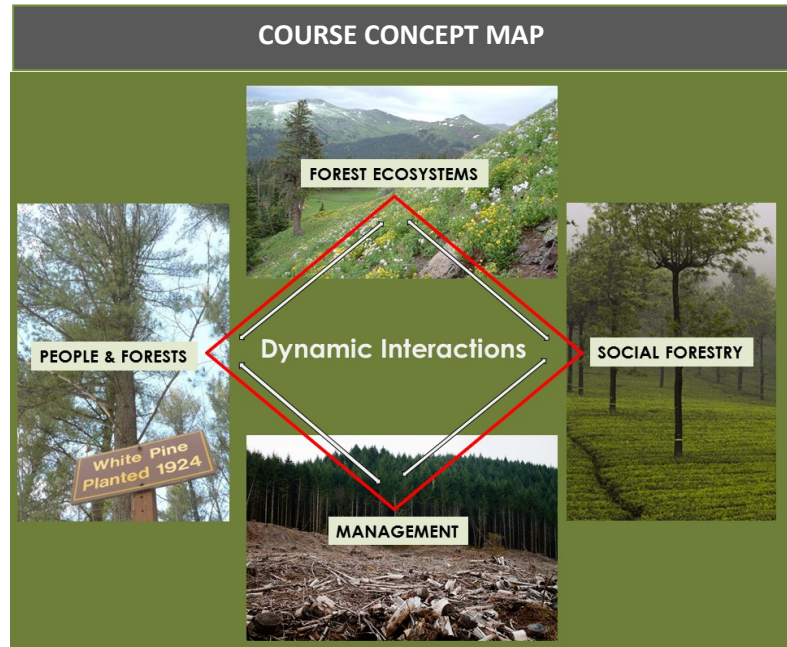 COURSE CONCEPT MAP
FOREST ECOSYSTEMS
PEOPLE & FORESTS
Dynamic Interactions
SOCIAL FORESTRY
White Pine
Planted 1924
MANAGEMENT